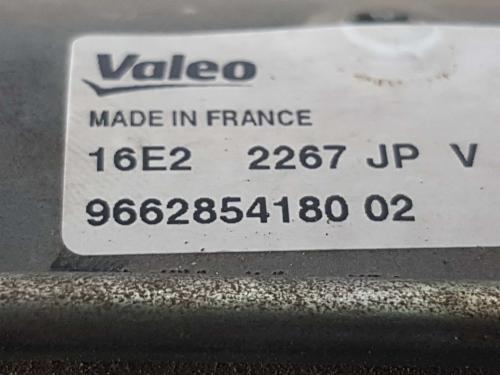 Valeo
MADE IN FRANCE
16E2 2267 JP V
9662854180 02